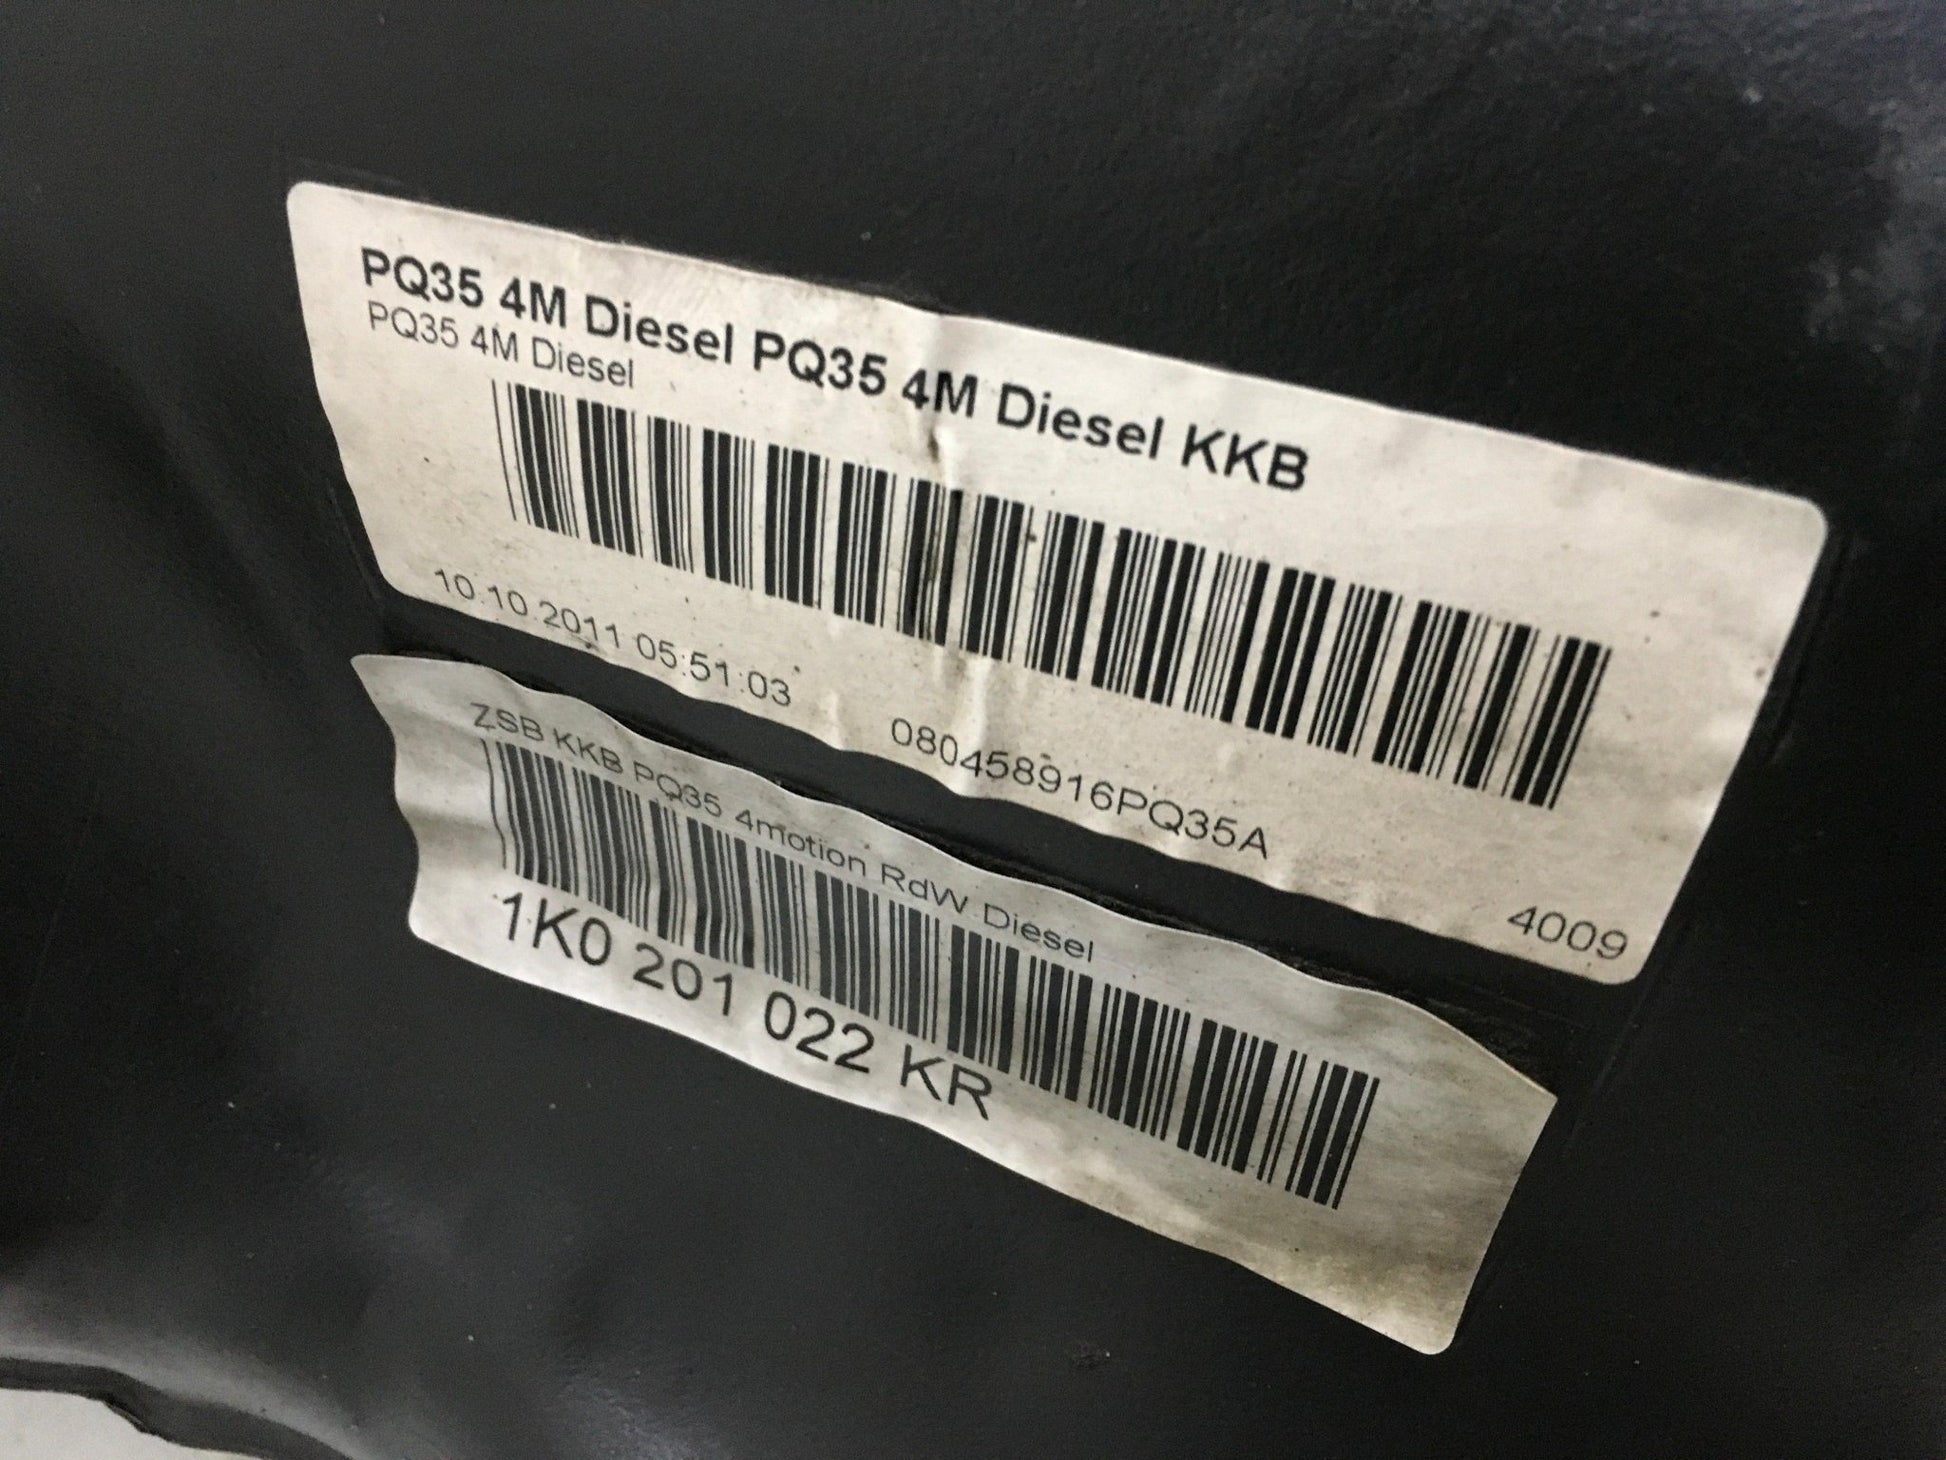 PQ35 4M Diesel PQ35 4M Diesel KKB
PQ35 4M Diesel
10.10.2011 05:51:03 080458916PQ35A 4009
ZSB KKB PQ35 4motion RdW Diesel
1K0 201 022 KR